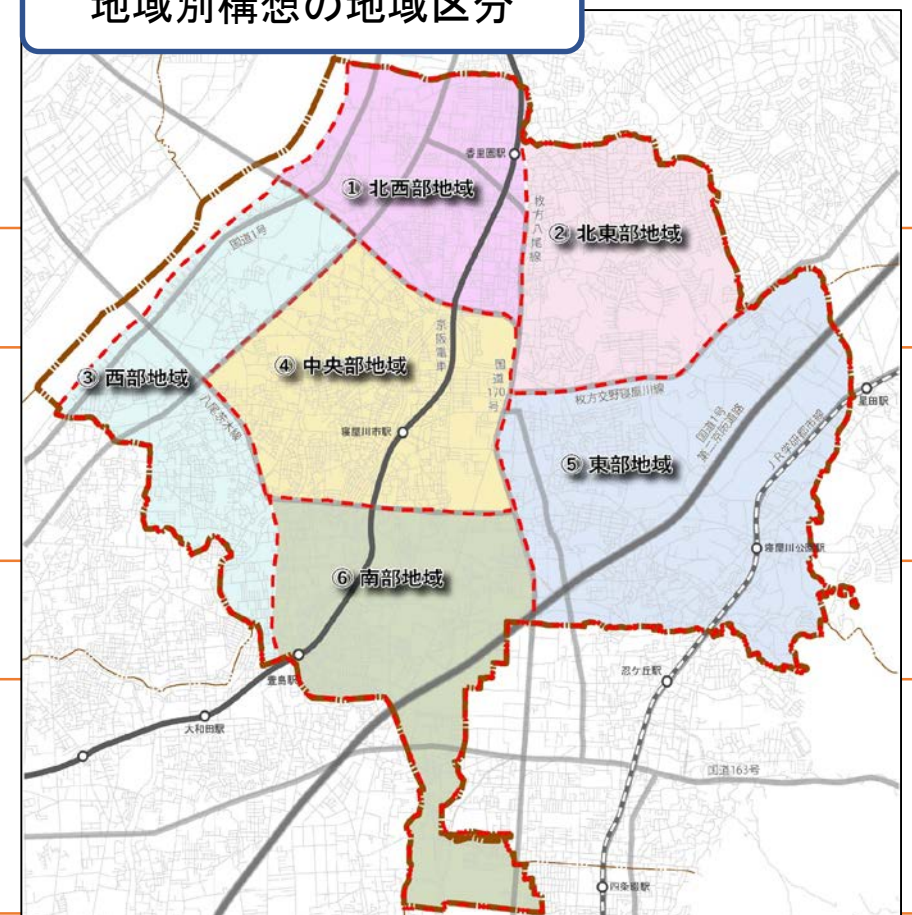 地域別構想の地域区分
香里園駅
① 北西部地域
枚方八尾線
② 北東部地域
国道1号
京阪電車
④ 中央部地域
国道170号
③ 西部地域
枚方交野寝屋川線
星田駅
八尾茨木線
国道1号
第二京阪道路
JR学研都市線
寝屋川市駅
⑤ 東部地域
寝屋川公園駅
⑥ 南部地域
萱島駅
忍ケ丘駅
大和田駅
国道163号
四条畷駅